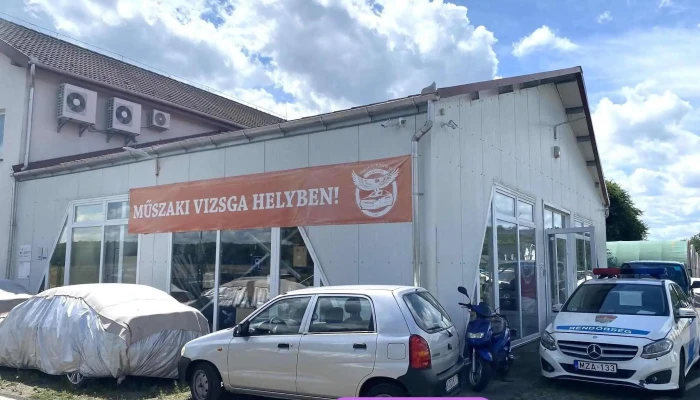 MŰSZAKI VIZSGA HELYBEN!
RENDŐRSÉG
MZA-133